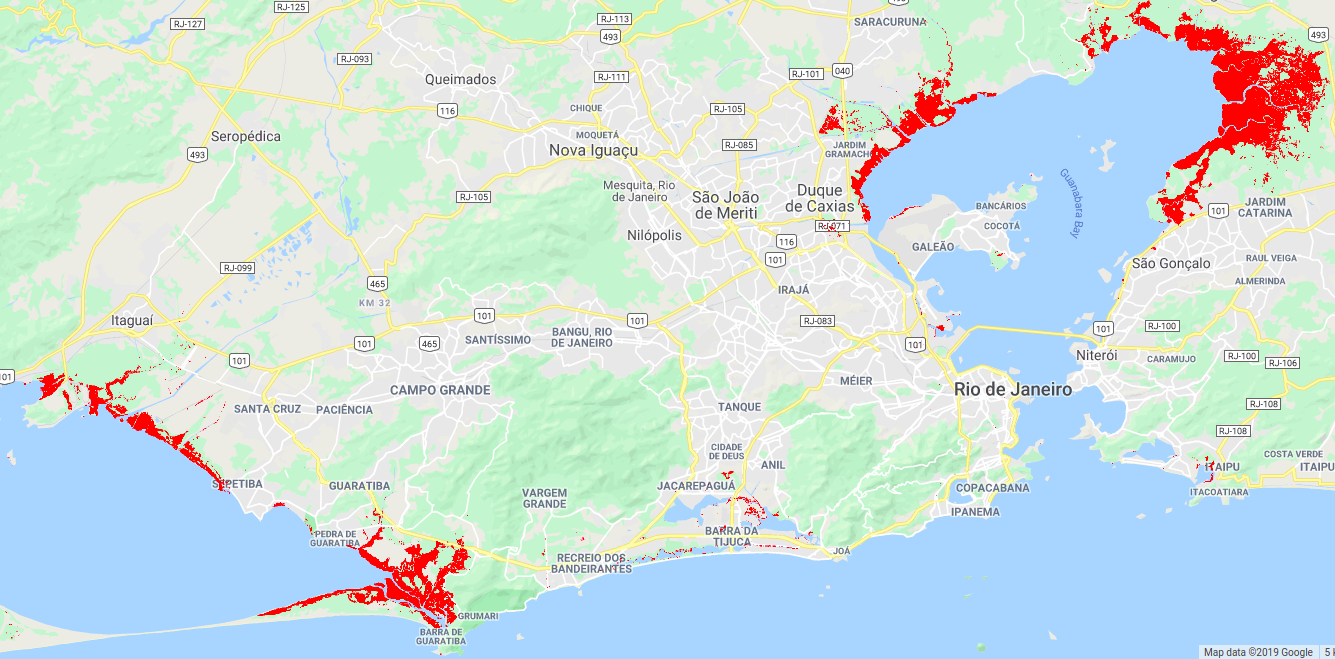 RJ-125
RJ-127
RJ-113
493
SARACURUNA
493
RJ-093
Queimados
RJ-111
RJ-101
040
116
CHIQUE
RJ-105
Seropédica
MOQUETÁ
Nova Iguaçu
RJ-085
JARDIM
GRAMACHO
493
Guanabara Bay
Mesquita, Rio
de Janeiro
RJ-105
São João
de Meriti
Duque
de Caxias
BANCÁRIOS
COCOTÁ
101
JARDIM
CATARINA
RJ-071
Nilópolis
116
GALEÃO
101
São Gonçalo
RAUL VEIGA
RJ-099
465
KM 32
IRAJÁ
ALMERINDA
Itaguaí
101
101
RJ-083
101
RJ-100
465
SANTÍSSIMO
BANGU, RIO
DE JANEIRO
101
101
101
Niterói
CARAMUJO
RJ-100
RJ-106
101
CAMPO GRANDE
MÉIER
Rio de Janeiro
SANTA CRUZ
PACIÊNCIA
TANQUE
RJ-108
RJ-108
CIDADE
DE DEUS
ANIL
COSTA VERDE
ITAIPU
ITAIPU
SEPETIBA
GUARATIBA
JACAREPAGUÁ
COPACABANA
ITACOATIARA
VARGEM
GRANDE
IPANEMA
PEDRA DE
GUARATIBA
BARRA DA
TIJUCA
JOÁ
RECREIO DOS
BANDEIRANTES
GRUMARI
BARRA DE
GUARATIBA
Map data ©2019 Google
5 k